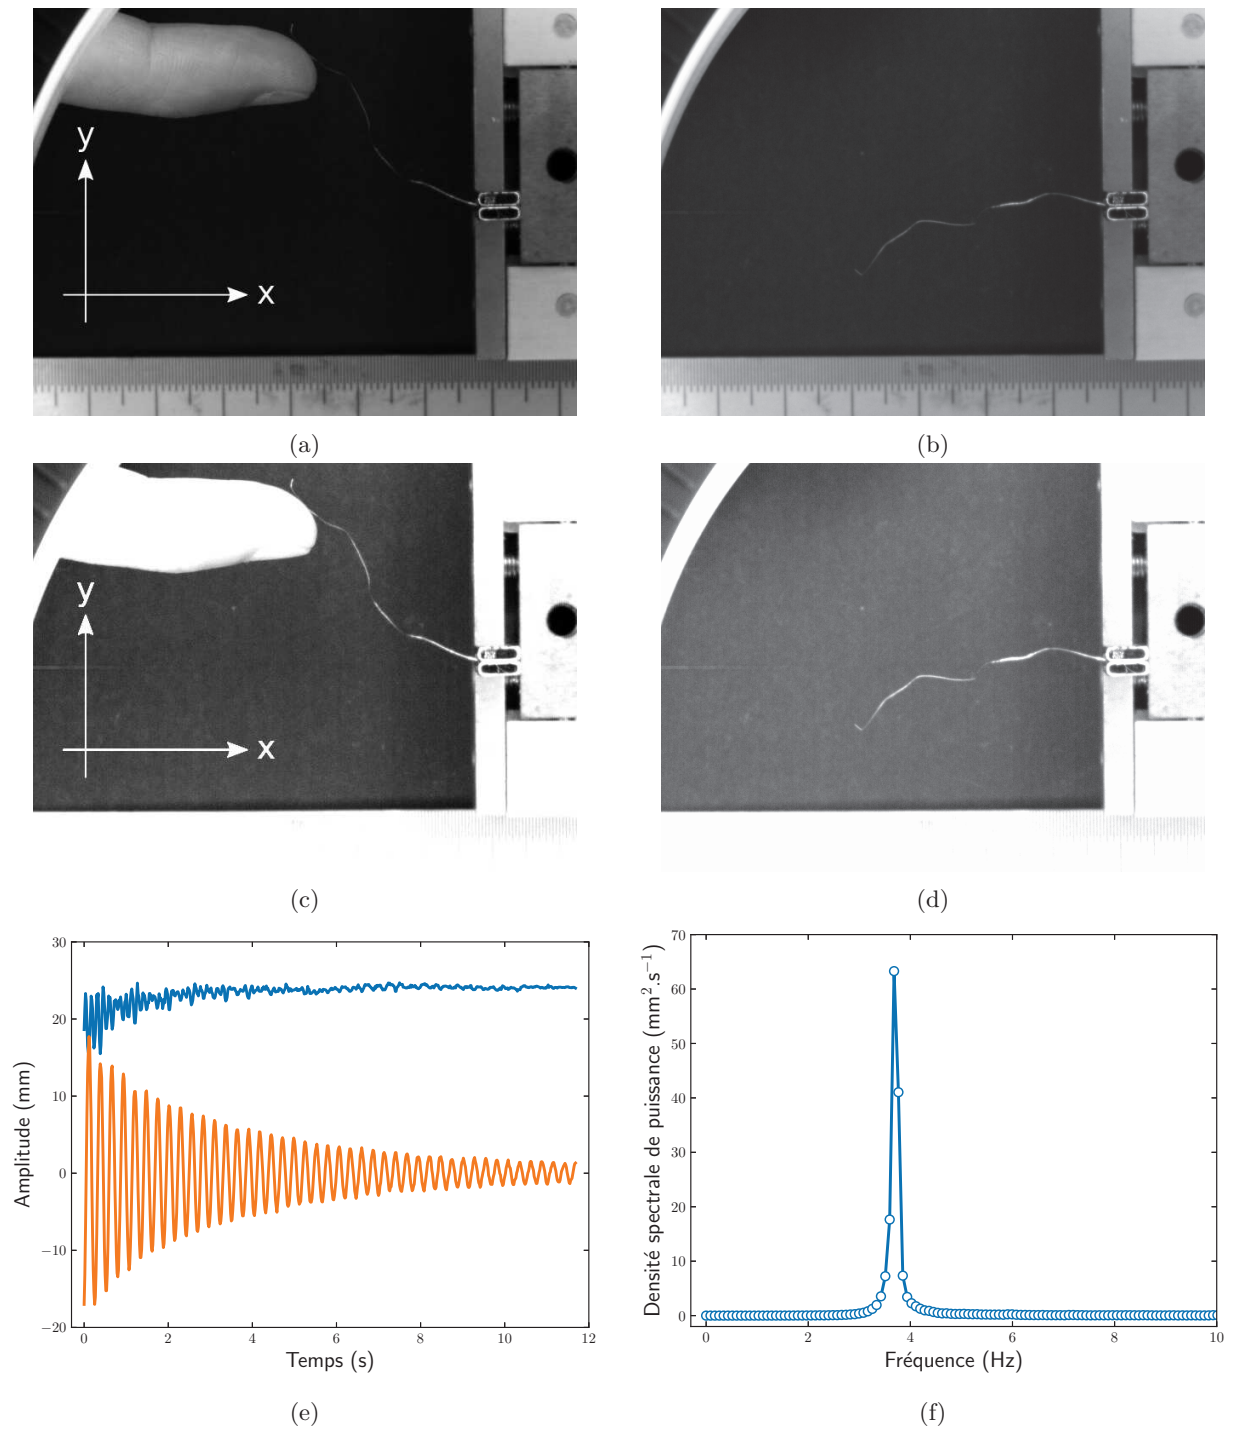 y
x
(a)
(b)
y
x
(c)
(d)
30
20
10
0
−10
−20
Amplitude (mm)
0 2 4 6 8 10 12
Temps (s)
(e)
70
60
50
40
30
20
10
0
Densité spectrale de puissance (mm².s⁻¹)
0 2 4 6 8 10
Fréquence (Hz)
(f)